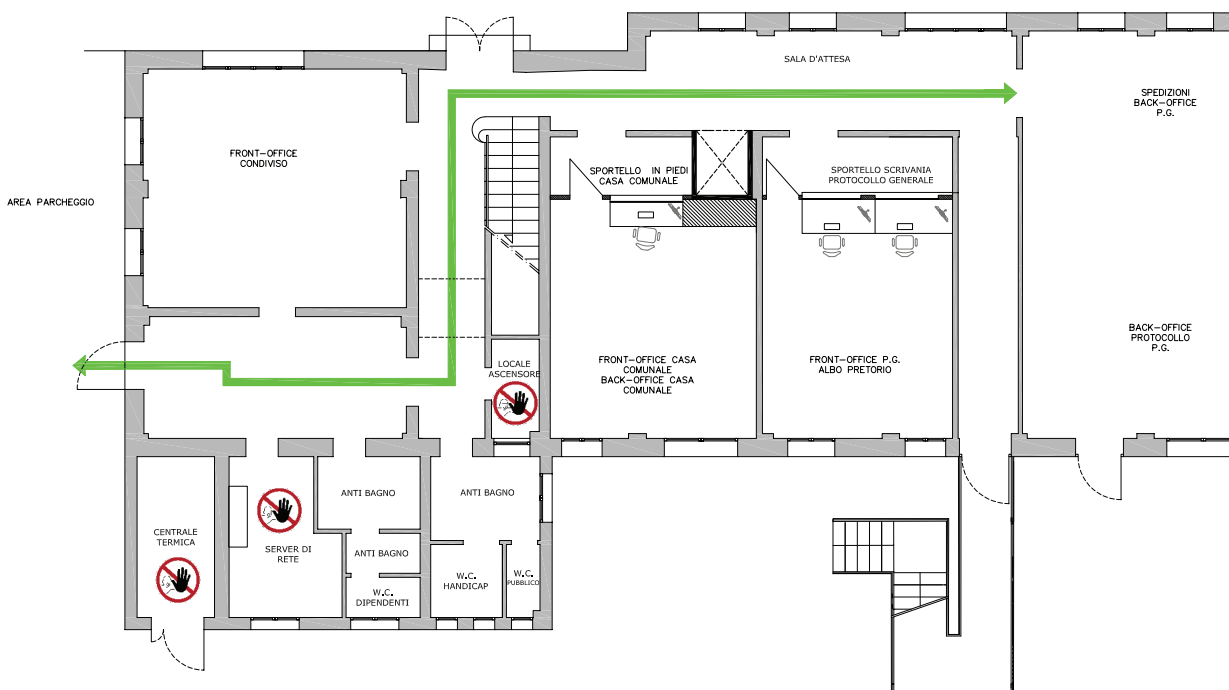 SALA D'ATTESA
SPEDIZIONI
BACK-OFFICE
P.G.
FRONT-OFFICE
CONDIVISO
SPORTELLO IN PIEDI
CASA COMUNALE
SPORTELLO SCRIVANIA
PROTOCOLLO GENERALE
AREA PARCHEGGIO
BACK-OFFICE
PROTOCOLLO
P.G.
LOCALE
ASCENSORE
FRONT-OFFICE CASA
COMUNALE
BACK-OFFICE CASA
COMUNALE
FRONT-OFFICE P.G.
ALBO PRETORIO
ANTI BAGNO
ANTI BAGNO
CENTRALE
TERMICA
SERVER DI
RETE
ANTI BAGNO
W.C.
DIPENDENTI
W.C.
HANDICAP
W.C.
PUBBLICO